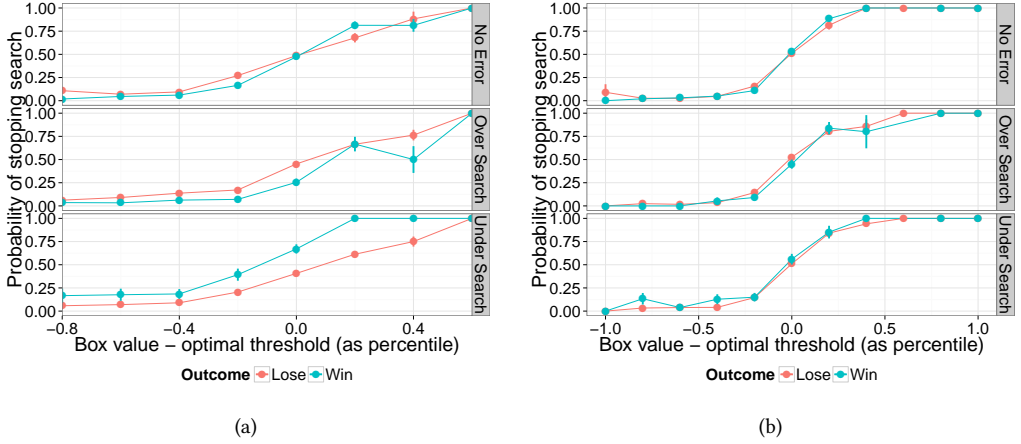 1.00
0.75
0.50
0.25
0.00
No Error
1.00
0.75
0.50
0.25
0.00
Over Search
1.00
0.75
0.50
0.25
0.00
Under Search
Probability of stopping search
−0.8
−0.4
0.0
0.4
Box value − optimal threshold (as percentile)
Outcome Lose Win
(a)
1.00
0.75
0.50
0.25
0.00
No Error
1.00
0.75
0.50
0.25
0.00
Over Search
1.00
0.75
0.50
0.25
0.00
Under Search
Probability of stopping search
−1.0
−0.5
0.0
0.5
1.0
Box value − optimal threshold (as percentile)
Outcome Lose Win
(b)